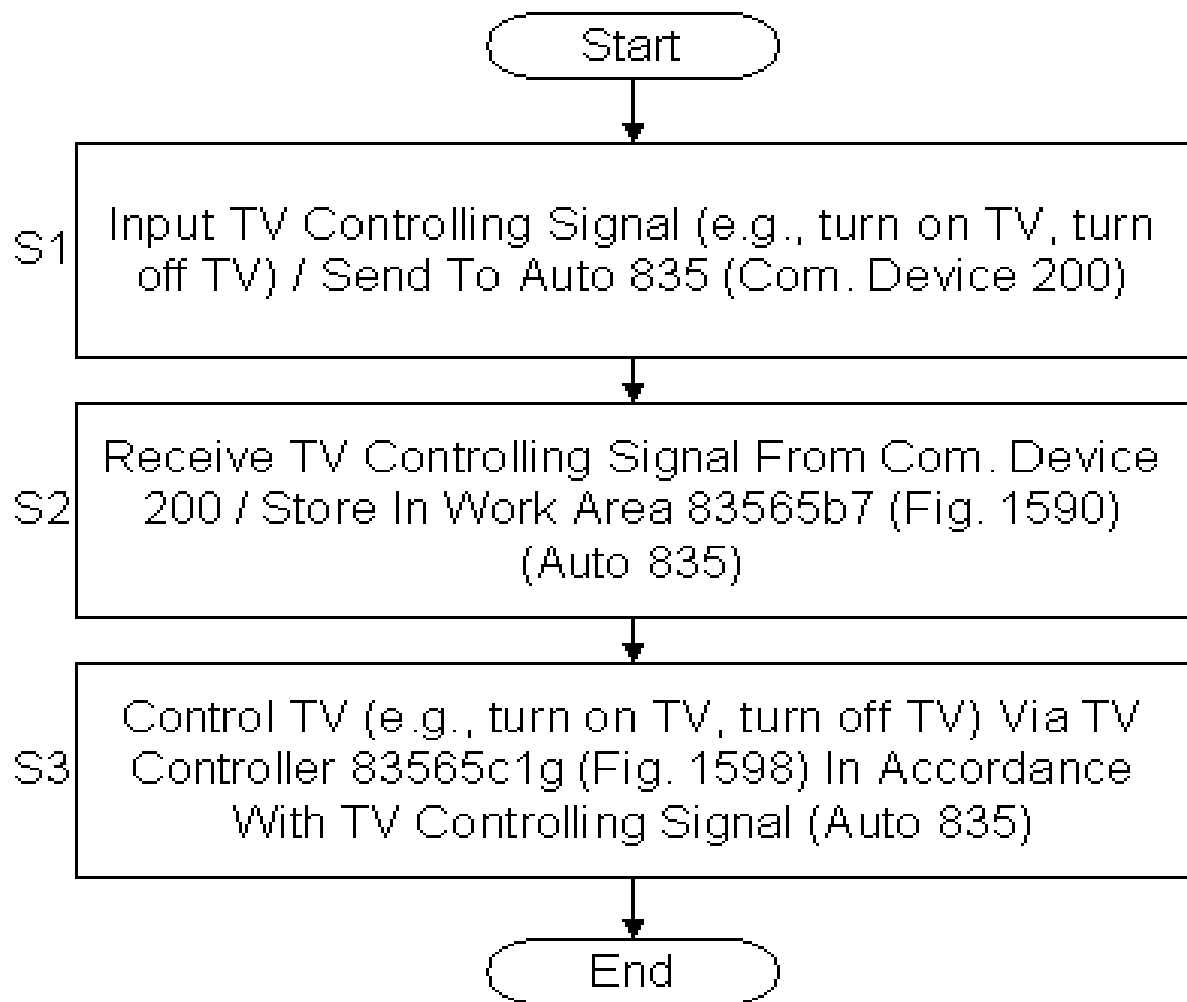 Start
S1
Input TV Controlling Signal (e.g., turn on TV, turn
off TV) / Send To Auto 835 (Com. Device 200)
S2
Receive TV Controlling Signal From Com. Device
200 / Store In Work Area 83565b7 (Fig. 1590)
(Auto 835)
S3
Control TV (e.g., turn on TV, turn off TV) Via TV
Controller 83565c1g (Fig. 1598) In Accordance
With TV Controlling Signal (Auto 835)
End